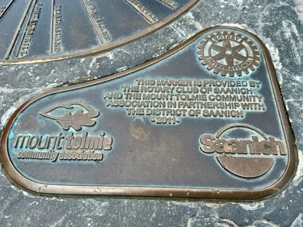 THIS MARKER IS PROVIDED BY
THE ROTARY CLUB OF SAANICH
AND THE MOUNT TOLMIE COMMUNITY
ASSOCIATION IN PARTNERSHIP WITH
THE DISTRICT OF SAANICH
- 2011 -
mount tolmie
community association
Saanich